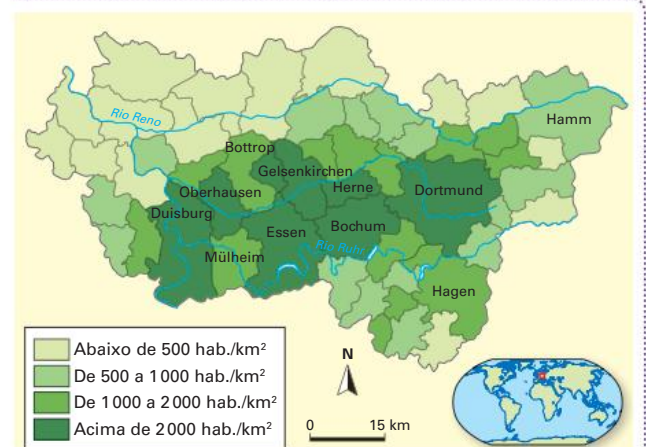 Rio Reno
Hamm
Bottrop
Gelsenkirchen
Oberhausen
Herne
Dortmund
Duisburg
Essen
Bochum
Rio Ruhr
Mülheim
Hagen
Abaixo de 500 hab./km²
De 500 a 1 000 hab./km²
De 1 000 a 2 000 hab./km²
Acima de 2 000 hab./km²
N
0 15 km